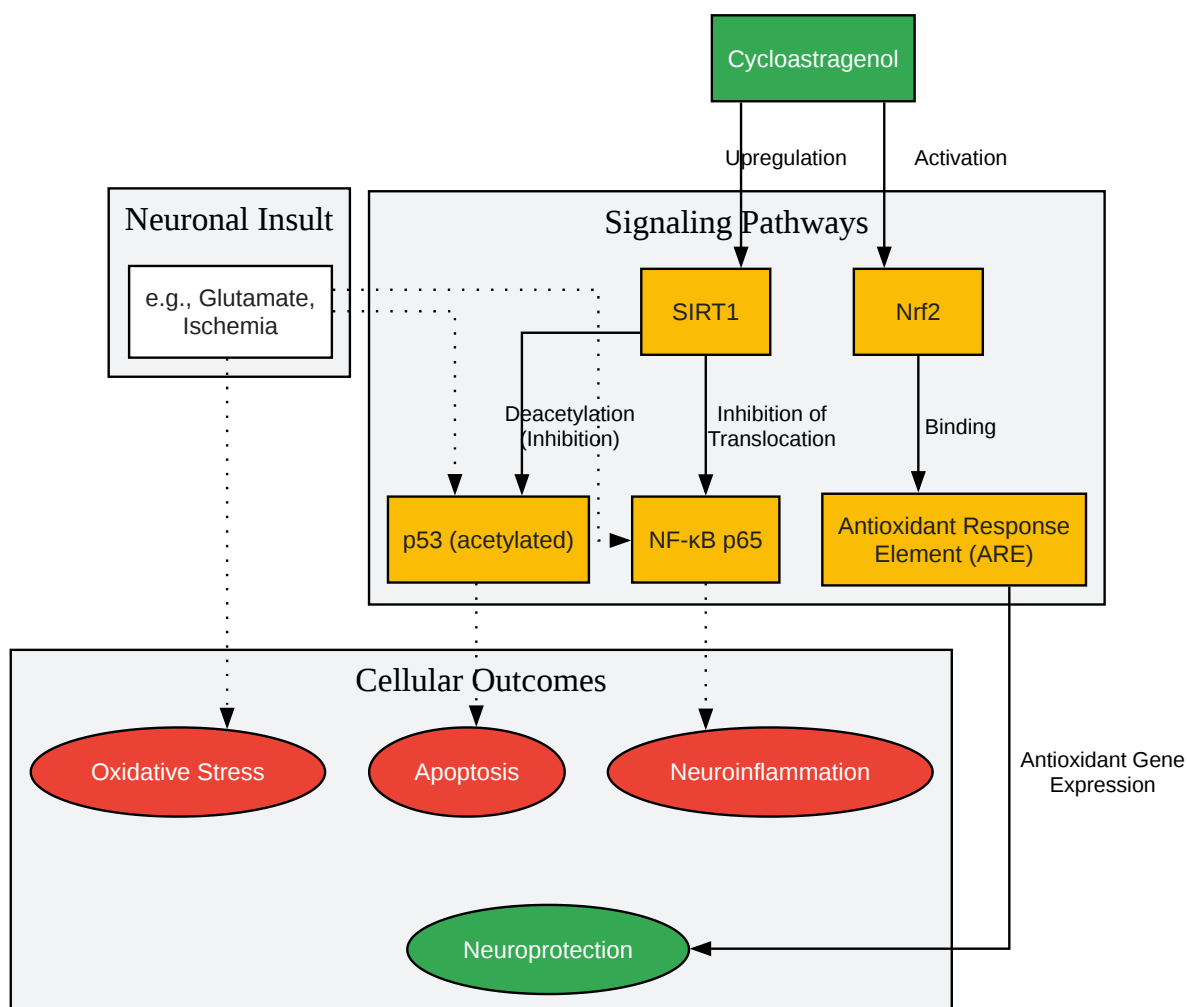 Cycloastragenol
Upregulation
Activation
Neuronal Insult
Signaling Pathways
e.g., Glutamate,
Ischemia
SIRT1
Nrf2
Deacetylation
(Inhibition)
Inhibition of
Translocation
Binding
p53 (acetylated)
NF-κB p65
Antioxidant Response
Element (ARE)
Cellular Outcomes
Oxidative Stress
Apoptosis
Neuroinflammation
Antioxidant Gene
Expression
Neuroprotection